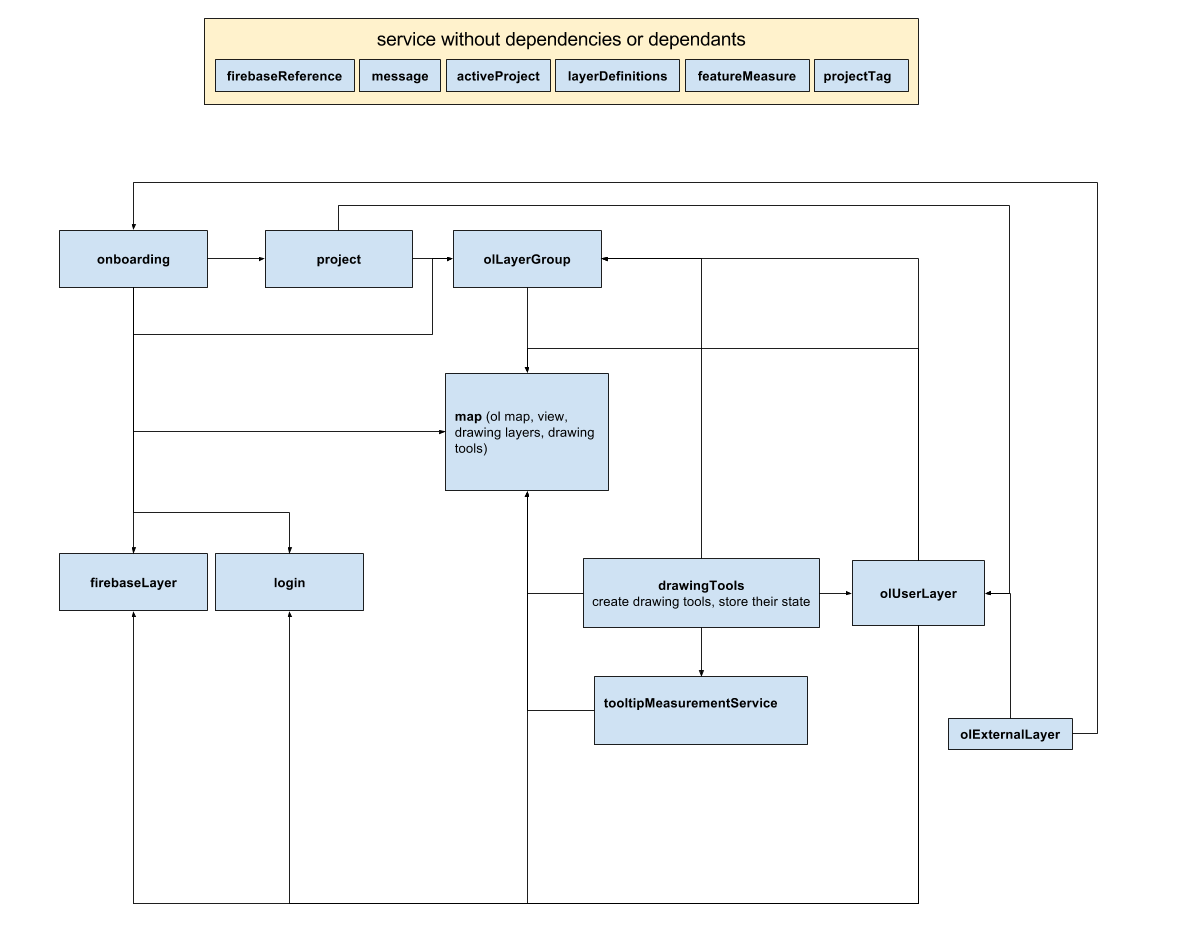 service without dependencies or dependants
firebaseReference
message
activeProject
layerDefinitions
featureMeasure
projectTag
onboarding
project
olLayerGroup
map (ol map, view,
drawing layers, drawing
tools)
firebaseLayer
login
drawingTools
create drawing tools, store their state
olUserLayer
tooltipMeasurementService
olExternalLayer